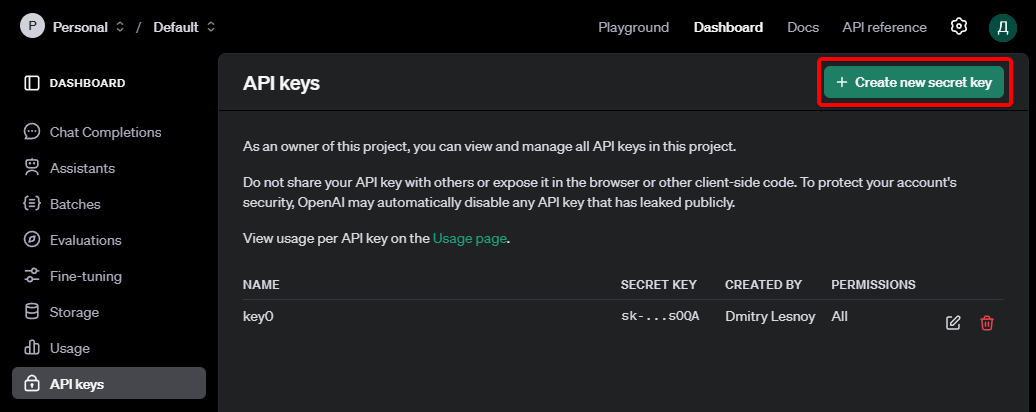 P Personal / Default Playground Dashboard Docs API reference Д
DASHBOARD
Chat Completions
Assistants
Batches
Evaluations
Fine-tuning
Storage
Usage
API keys
API keys
+ Create new secret key
As an owner of this project, you can view and manage all API keys in this project.
Do not share your API key with others or expose it in the browser or other client-side code. To protect your account's
security, OpenAI may automatically disable any API key that has leaked publicly.
View usage per API key on the Usage page.
NAME SECRET KEY CREATED BY PERMISSIONS
key0 sk-...sOQA Dmitry Lesnoy All